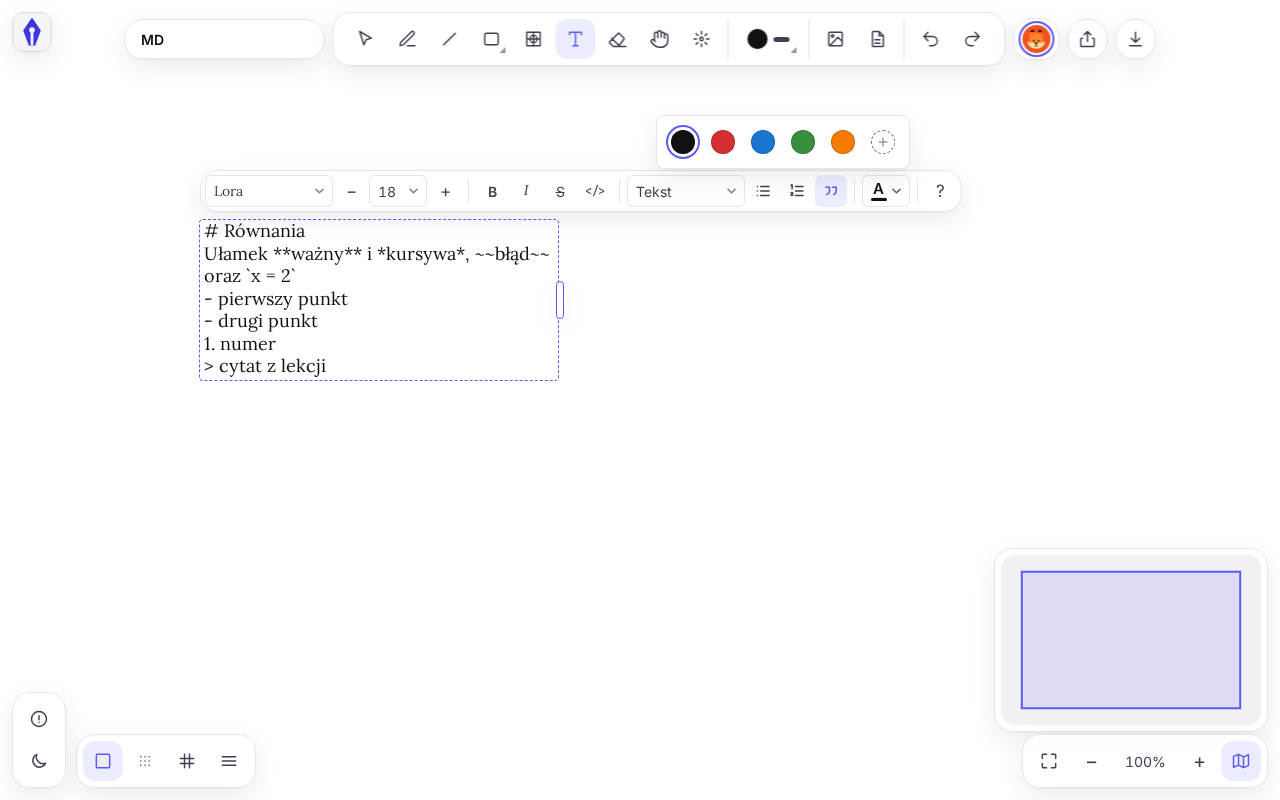 MD
Lora
− 18 +
B I S </>
Tekst
A
?
# Równania
Ułamek **ważny** i *kursywa*, ~~błąd~~
oraz `x = 2`
- pierwszy punkt
- drugi punkt
1. numer
> cytat z lekcji
− 100% +